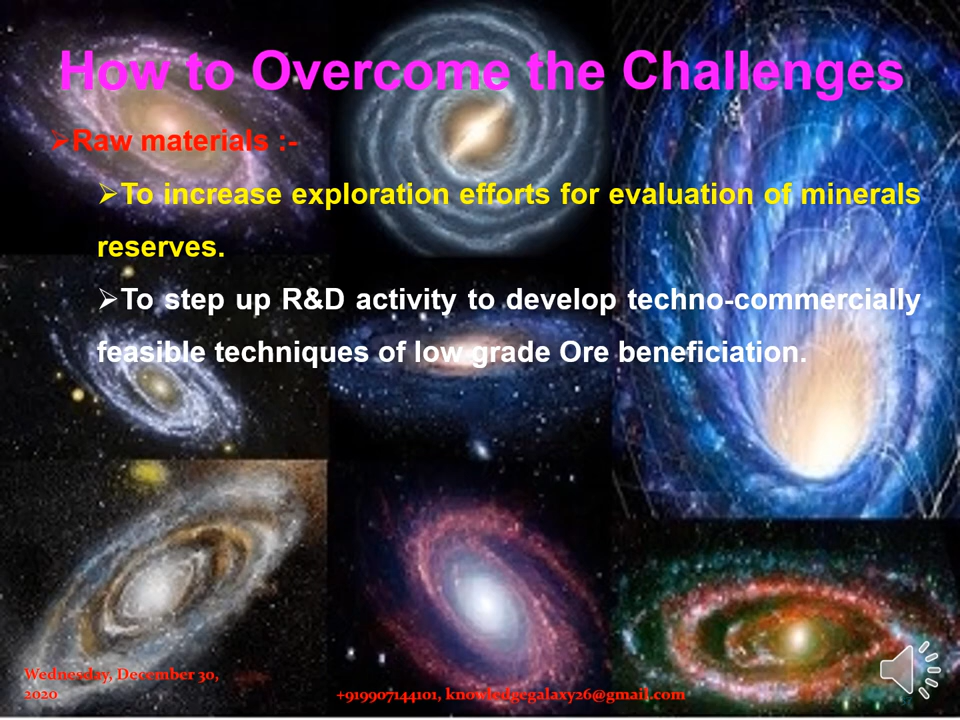 How to Overcome the Challenges
➢Raw materials :-
➢To increase exploration efforts for evaluation of minerals
reserves.
➢To step up R&D activity to develop techno-commercially
feasible techniques of low grade Ore beneficiation.
Wednesday, December 30,
2020
+919907144101, knowledgegalaxy26@gmail.com